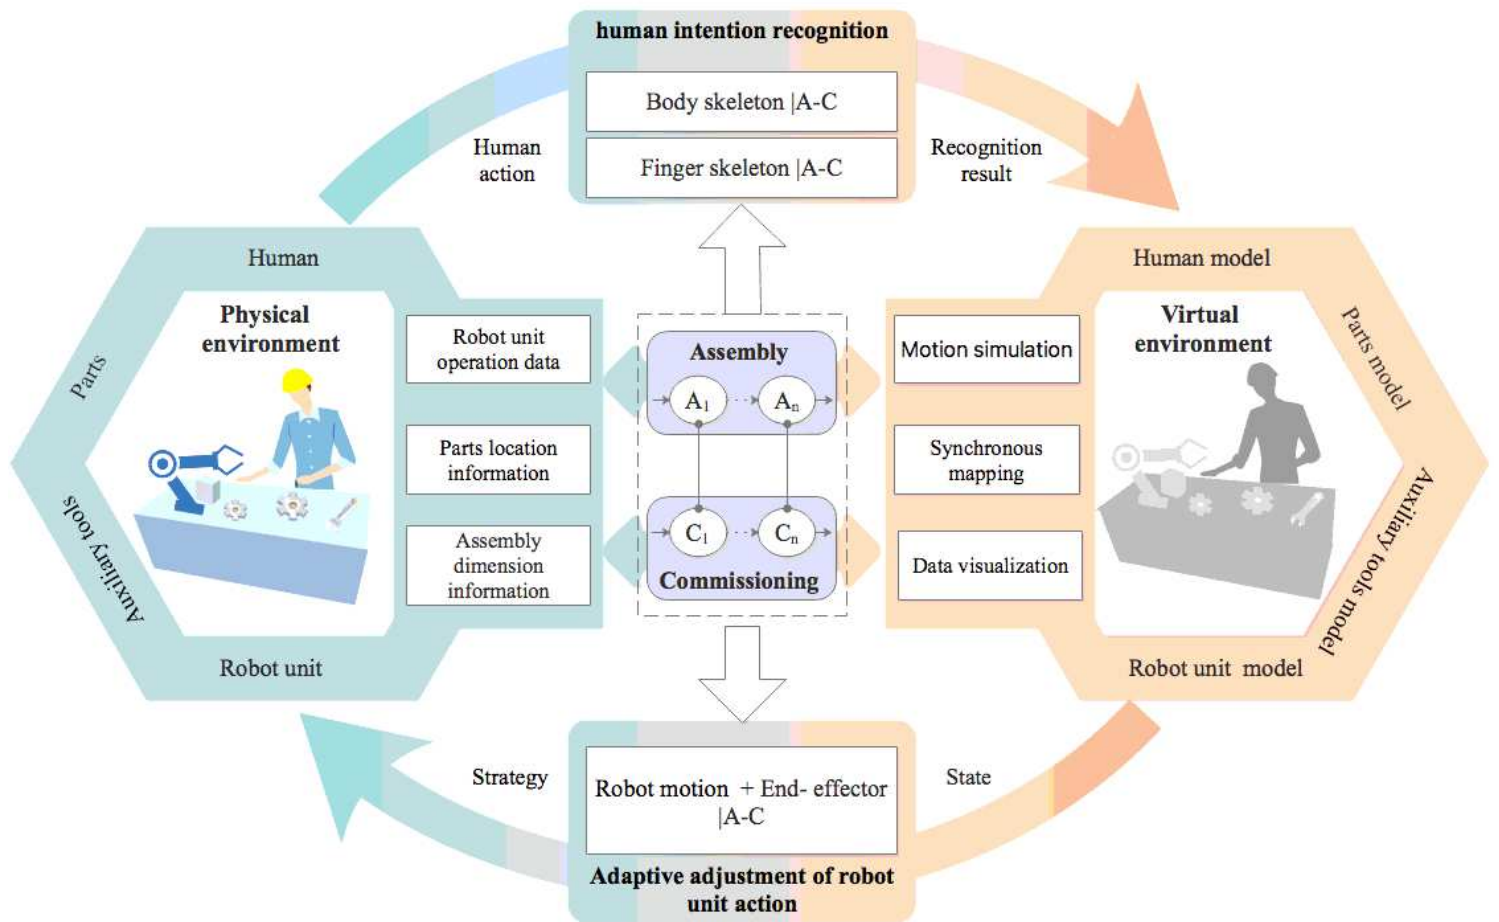 human intention recognition
Body skeleton |A-C
Finger skeleton |A-C
Human
action
Recognition
result
Human
Parts
Auxiliary tools
Robot unit
Physical
environment
Robot unit
operation data
Parts location
information
Assembly
dimension
information
Assembly
A1 An
C1 Cn
Commissioning
Motion simulation
Synchronous
mapping
Data visualization
Virtual
environment
Human model
Parts model
Auxiliary tools model
Robot unit model
Strategy
State
Robot motion + End- effector
|A-C
Adaptive adjustment of robot
unit action